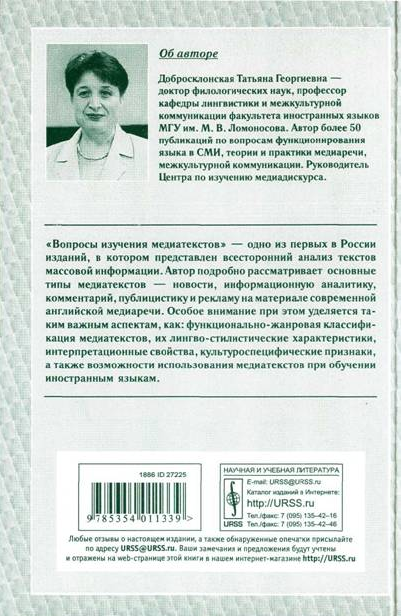 Об авторе
Добросклонская Татьяна Георгиевна —
доктор филологических наук, профессор
кафедры лингвистики и межкультурной
коммуникации факультета иностранных языков
МГУ им. М. В. Ломоносова. Автор более 50
публикаций по вопросам функционирования
языка в СМИ, теории и практики медиаречи,
межкультурной коммуникации. Руководитель
Центра по изучению медиадискурса.
«Вопросы изучения медиатекстов» — одно из первых в России
изданий, в котором представлен всесторонний анализ текстов
массовой информации. Автор подробно рассматривает основные
типы медиатекстов — новости, информационную аналитику,
комментарий, публицистику и рекламу на материале современной
английской медиаречи. Особое внимание при этом уделяется та-
ким важным аспектам, как: функционально-жанровая классифи-
кация медиатекстов, их лингво-стилистические характеристики,
интерпретационные свойства, культуроспецифические признаки,
а также возможности использования медиатекстов при обучении
иностранным языкам.
1886 ID 27225
9 785354 011339 >
НАУЧНАЯ И УЧЕБНАЯ ЛИТЕРАТУРА
E-mail: URSS@URSS.ru
Каталог изданий в Интернете:
http://URSS.ru
Тел./факс: 7 (095) 135–42–16
URSS Тел./факс: 7 (095) 135–42–46
Любые отзывы о настоящем издании, а также обнаруженные опечатки присылайте
по адресу URSS@URSS.ru. Ваши замечания и предложения будут учтены
и отражены на web-странице этой книги в нашем интернет-магазине http://URSS.ru